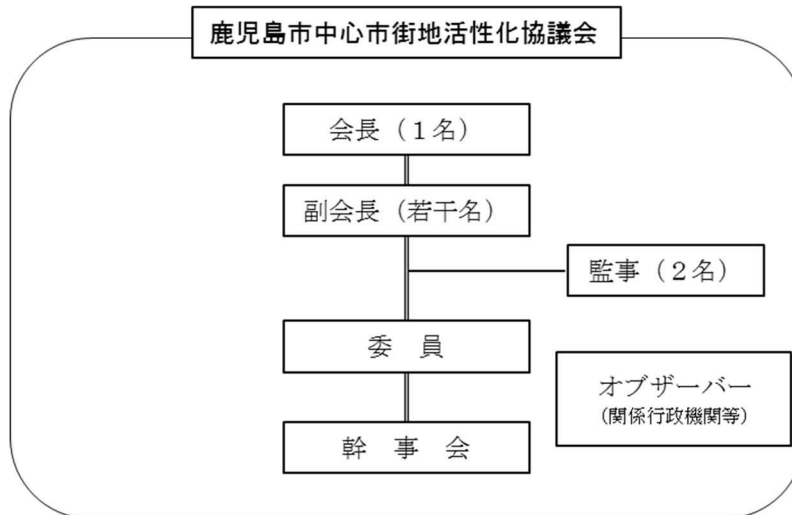 鹿児島市中心市街地活性化協議会
会長（１名）
副会長（若干名）
監事（２名）
委　員
オブザーバー
（関係行政機関等）
幹　事　会